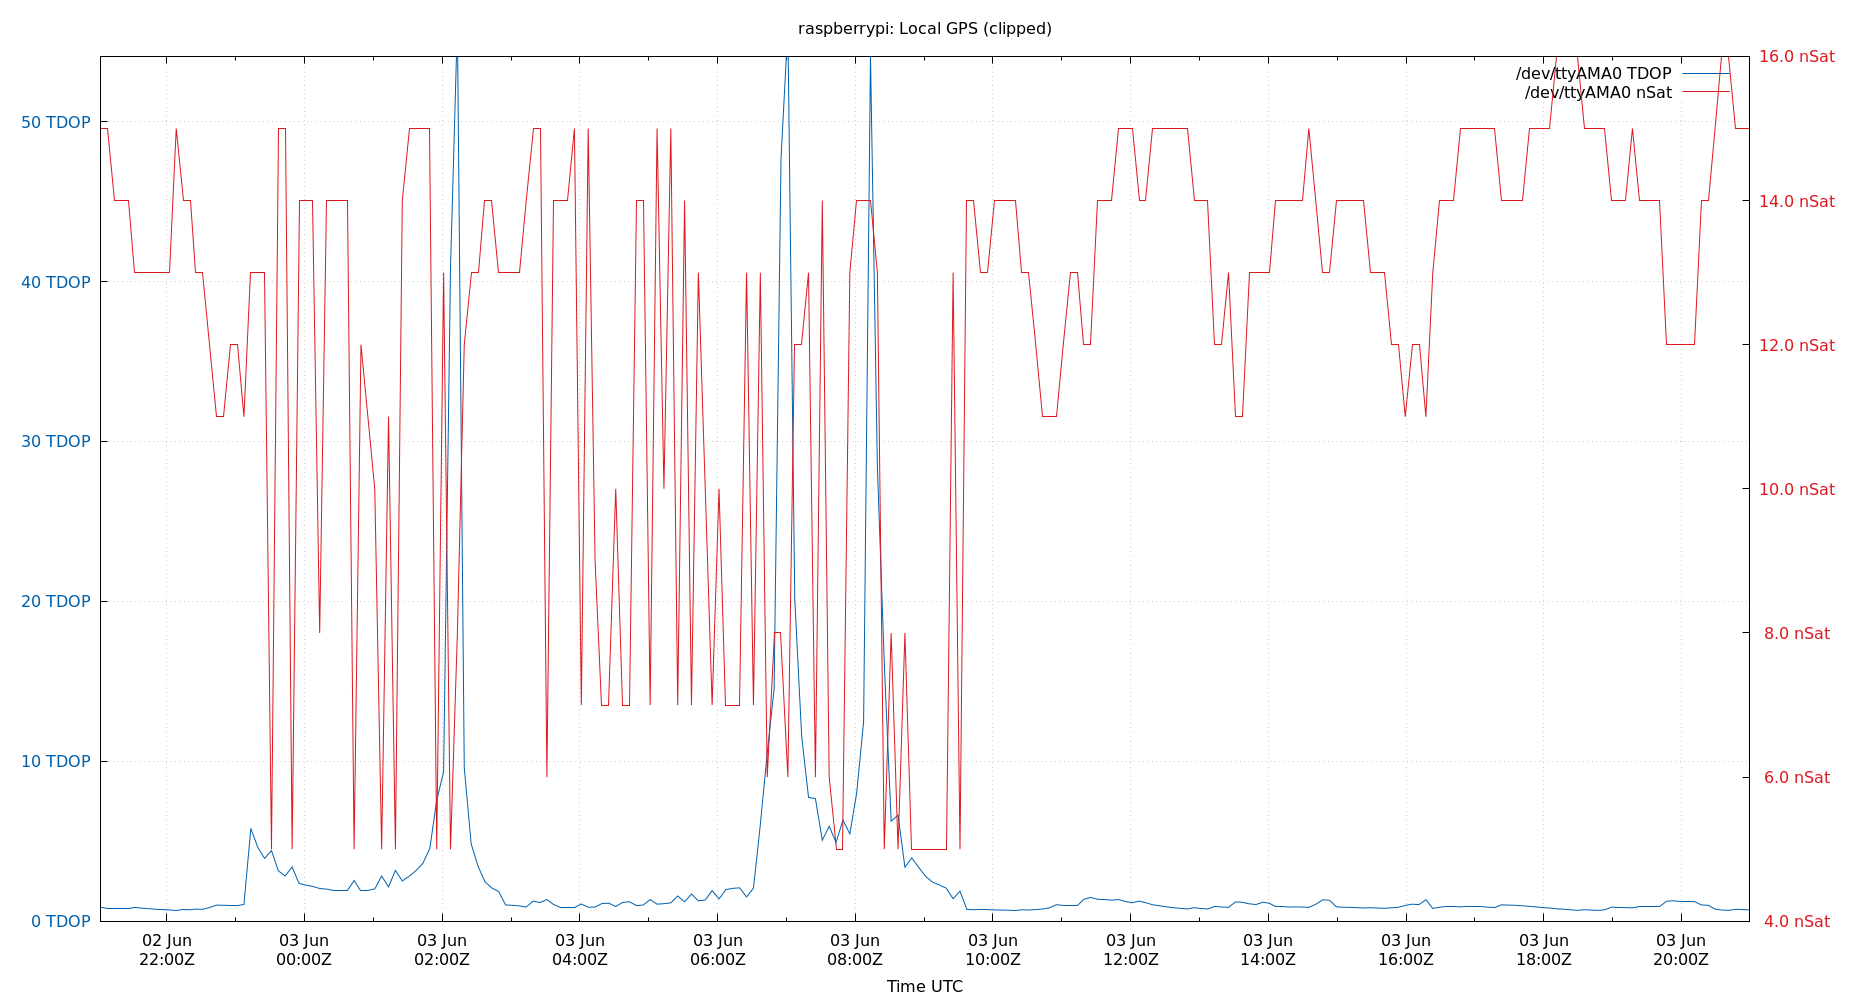 raspberrypi: Local GPS (clipped)
/dev/ttyAMA0 TDOP
/dev/ttyAMA0 nSat
50 TDOP
40 TDOP
30 TDOP
20 TDOP
10 TDOP
0 TDOP
16.0 nSat
14.0 nSat
12.0 nSat
10.0 nSat
8.0 nSat
6.0 nSat
4.0 nSat
02 Jun
22:00Z
03 Jun
00:00Z
03 Jun
02:00Z
03 Jun
04:00Z
03 Jun
06:00Z
03 Jun
08:00Z
03 Jun
10:00Z
03 Jun
12:00Z
03 Jun
14:00Z
03 Jun
16:00Z
03 Jun
18:00Z
03 Jun
20:00Z
Time UTC